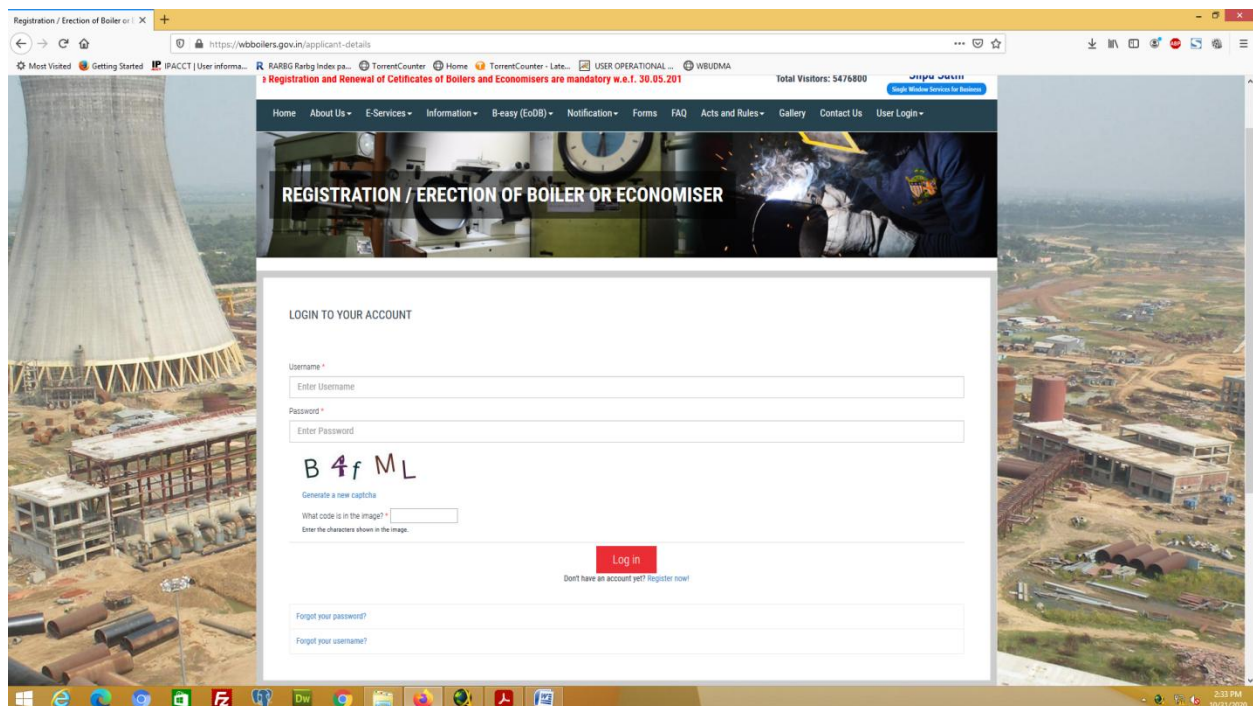 Registration / Erection of Boiler or
https://wbboilers.gov.in/applicant-details
Most Visited Getting Started IPACCT | User informa... RARBG Rarbg Index pa... TorrentCounter Home TorrentCounter - Late... USER OPERATIONAL ... WBUDMA
Registration and Renewal of Cetificates of Boilers and Economisers are mandatory w.e.f. 30.05.201 Total Visitors: 5476800
Single Window Services for Business
Home About Us E-Services Information B-easy (EoDB) Notification Forms FAQ Acts and Rules Gallery Contact Us User Login
REGISTRATION / ERECTION OF BOILER OR ECONOMISER
LOGIN TO YOUR ACCOUNT
Username *
Enter Username
Password *
Enter Password
B 4 f M L
Generate a new captcha
What code is in the image? *
Enter the characters shown in the image.
Log in
Don't have an account yet? Register now!
Forgot your password?
Forgot your username?
2:33 PM
10/21/2020